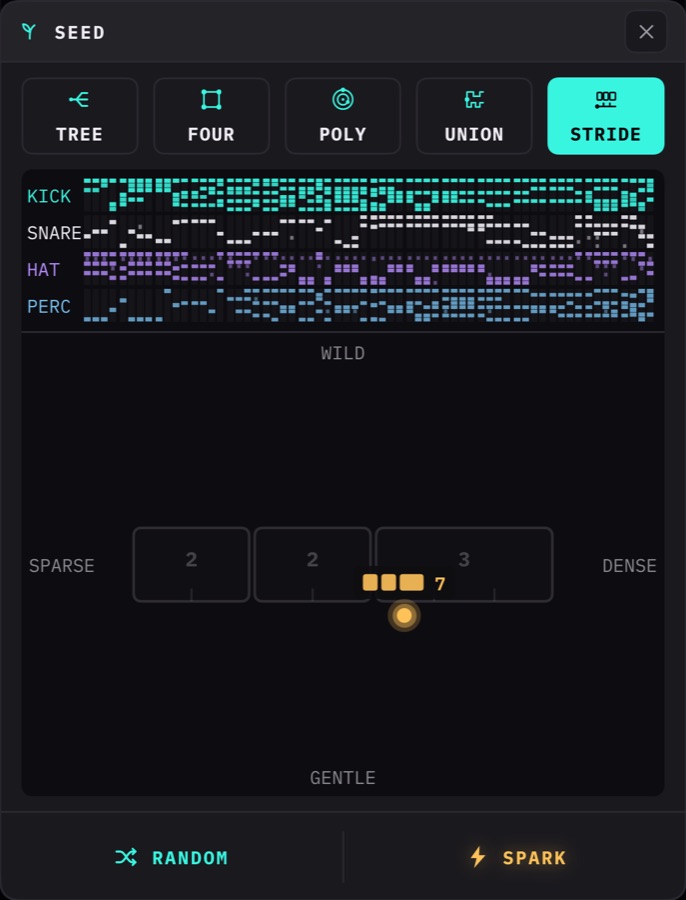 SEED
TREE
FOUR
POLY
UNION
STRIDE
KICK
SNARE
HAT
PERC
WILD
SPARSE
2
2
3
DENSE
7
GENTLE
RANDOM
SPARK